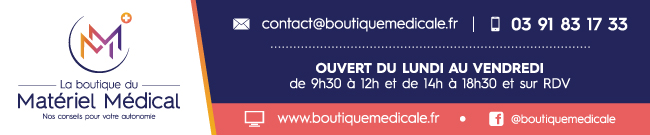 La boutique du
Matériel Médical
Nos conseils pour votre autonomie
contact@boutiquemedicale.fr | 03 91 83 17 33
OUVERT DU LUNDI AU VENDREDI
de 9h30 à 12h et de 14h à 18h30 et sur RDV
www.boutiquemedicale.fr • @boutiquemedicale